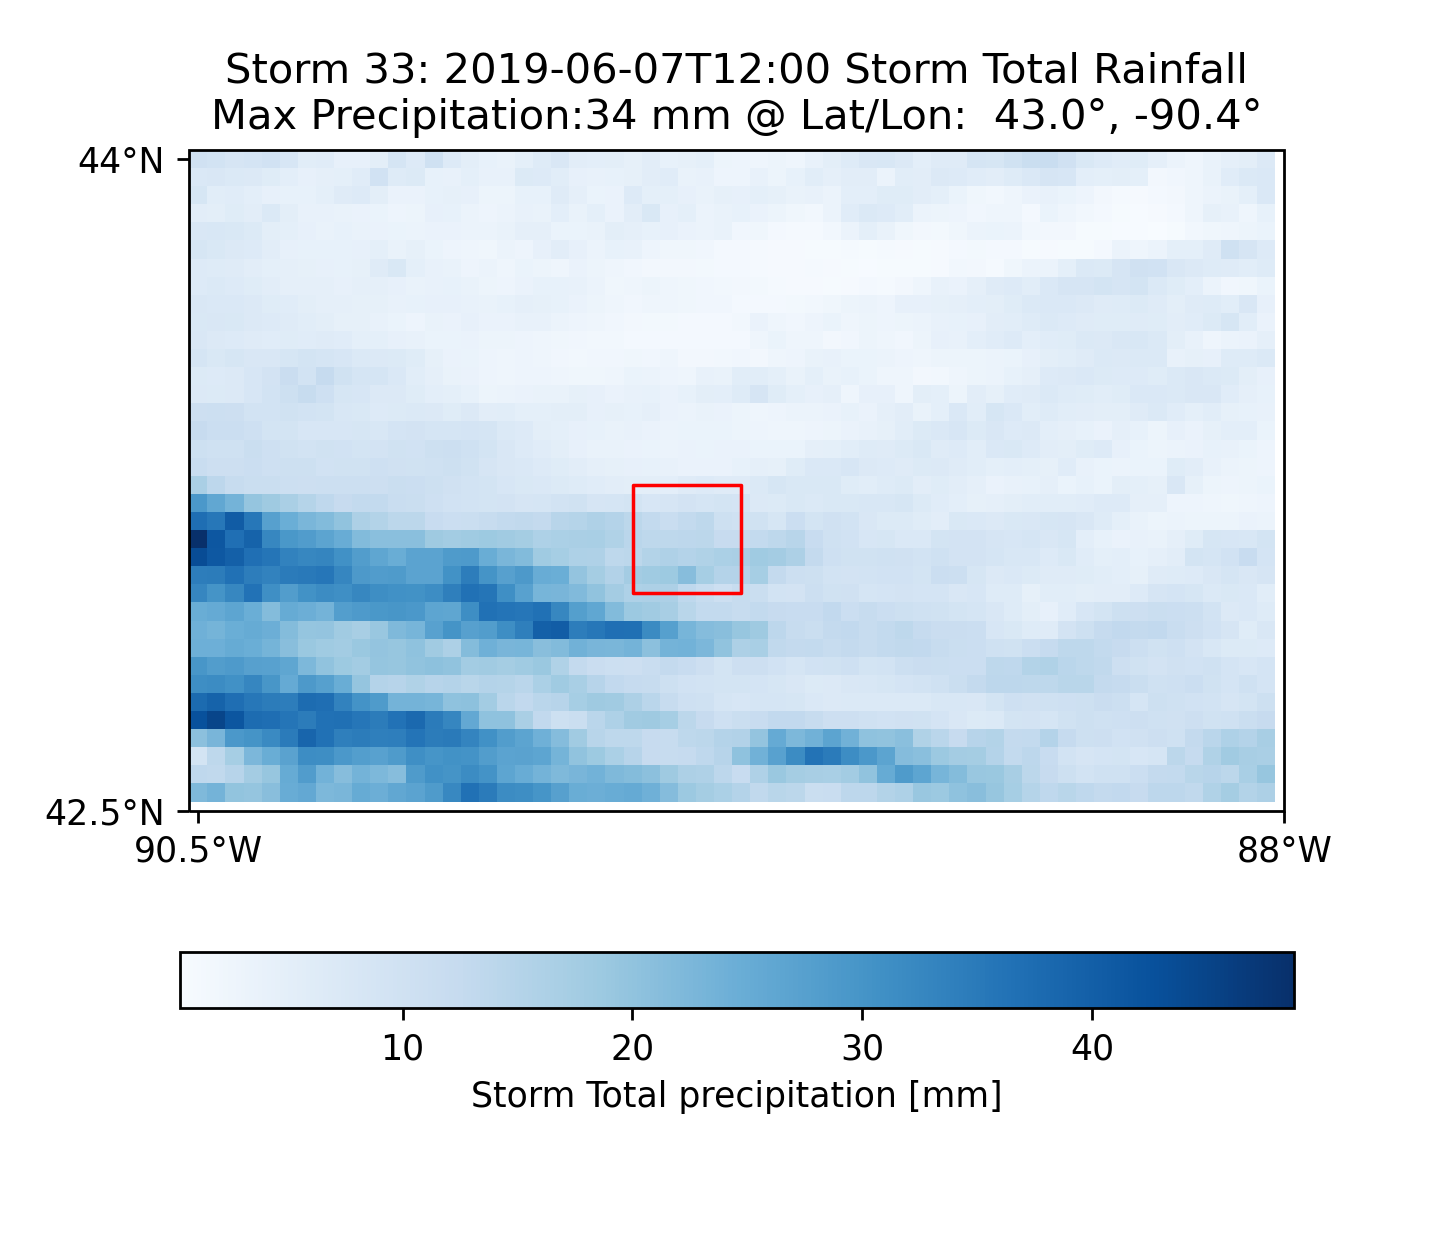 Storm 33: 2019-06-07T12:00 Storm Total Rainfall
Max Precipitation:34 mm @ Lat/Lon:  43.0°, -90.4°
44°N
42.5°N
90.5°W 88°W
10 20 30 40
Storm Total precipitation [mm]